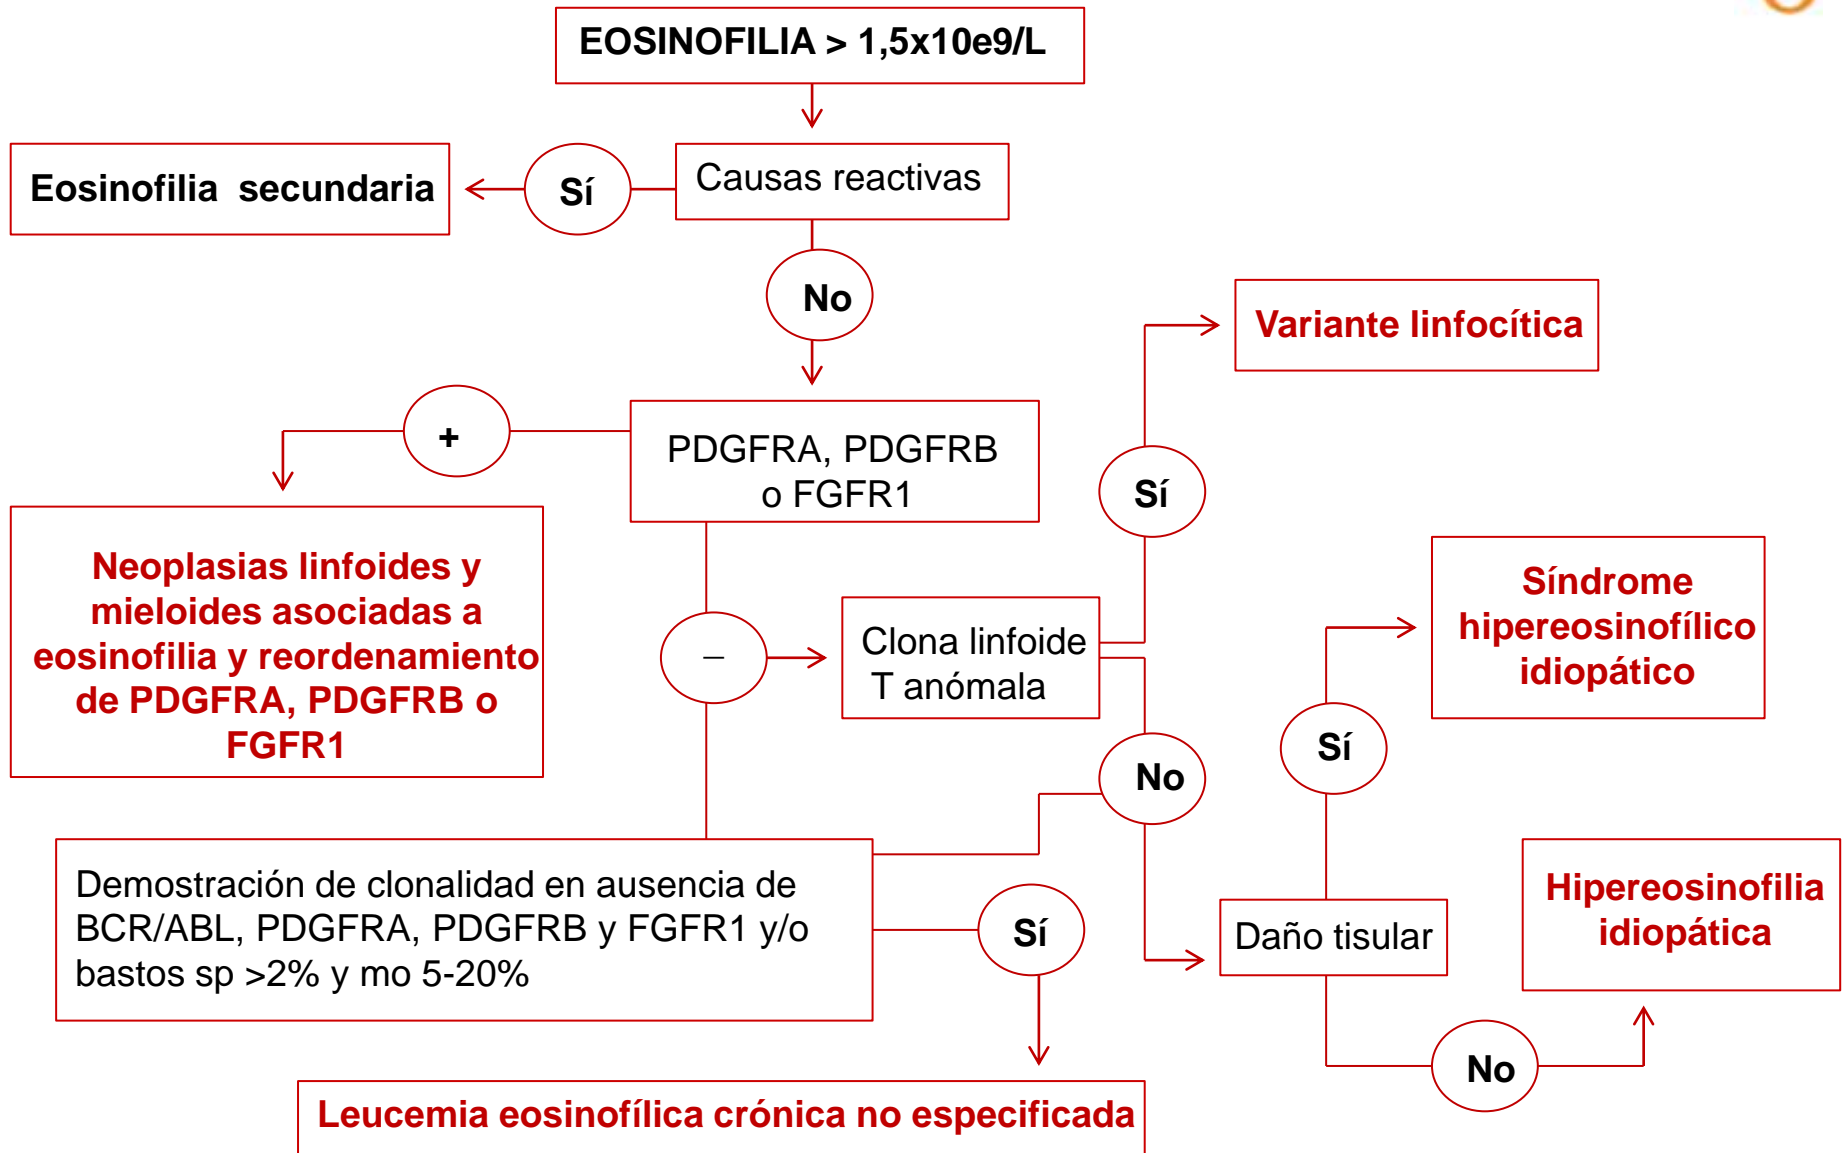 EOSINOFILIA > 1,5x10e9/L
Eosinofilia secundaria
Sí
Causas reactivas
No
Variante linfocítica
+
PDGFRA, PDGFRB
o FGFR1
Sí
Neoplasias linfoides y
mieloides asociadas a
eosinofilia y reordenamiento
de PDGFRA, PDGFRB o
FGFR1
–
Clona linfoide
T anómala
Síndrome
hipereosinofílico
idiopático
Sí
No
Demostración de clonalidad en ausencia de
BCR/ABL, PDGFRA, PDGFRB y FGFR1 y/o
bastos sp >2% y mo 5-20%
Sí
Daño tisular
Hipereosinofilia
idiopática
No
Leucemia eosinofílica crónica no especificada